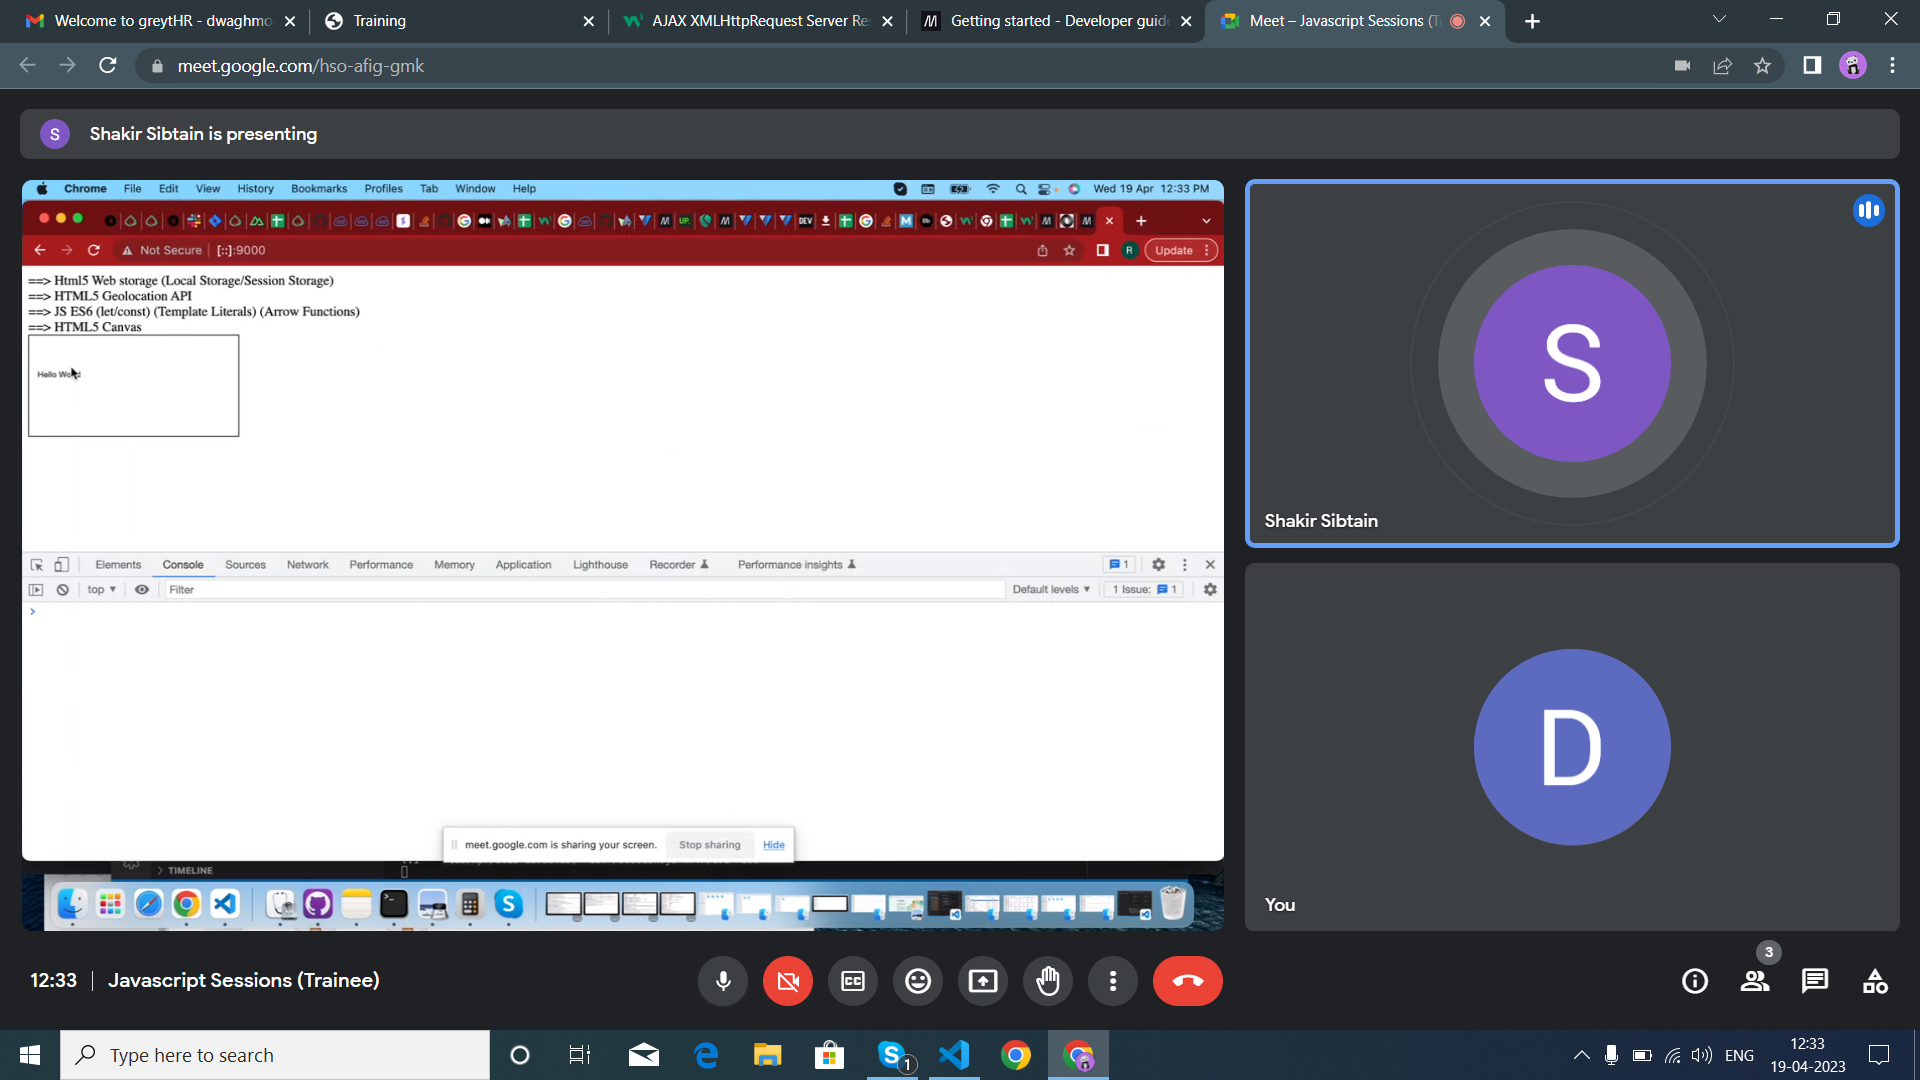 Welcome to greytHR - dwaghmo
Training
AJAX XMLHttpRequest Server Re
Getting started - Developer guide
Meet – Javascript Sessions (T
meet.google.com/hso-afig-gmk
S
Shakir Sibtain is presenting
Chrome File Edit View History Bookmarks Profiles Tab Window Help
Wed 19 Apr 12:33 PM
Not Secure [::]:9000
R
Update
==> Html5 Web storage (Local Storage/Session Storage)
==> HTML5 Geolocation API
==> JS ES6 (let/const) (Template Literals) (Arrow Functions)
==> HTML5 Canvas
Hello
Elements Console Sources Network Performance Memory Application Lighthouse Recorder Performance insights 1
top Filter Default levels 1 Issue: 1
meet.google.com is sharing your screen. Stop sharing Hide
TIMELINE
S
Shakir Sibtain
D
You
12:33 Javascript Sessions (Trainee)
3
Type here to search
1
ENG
12:33
19-04-2023